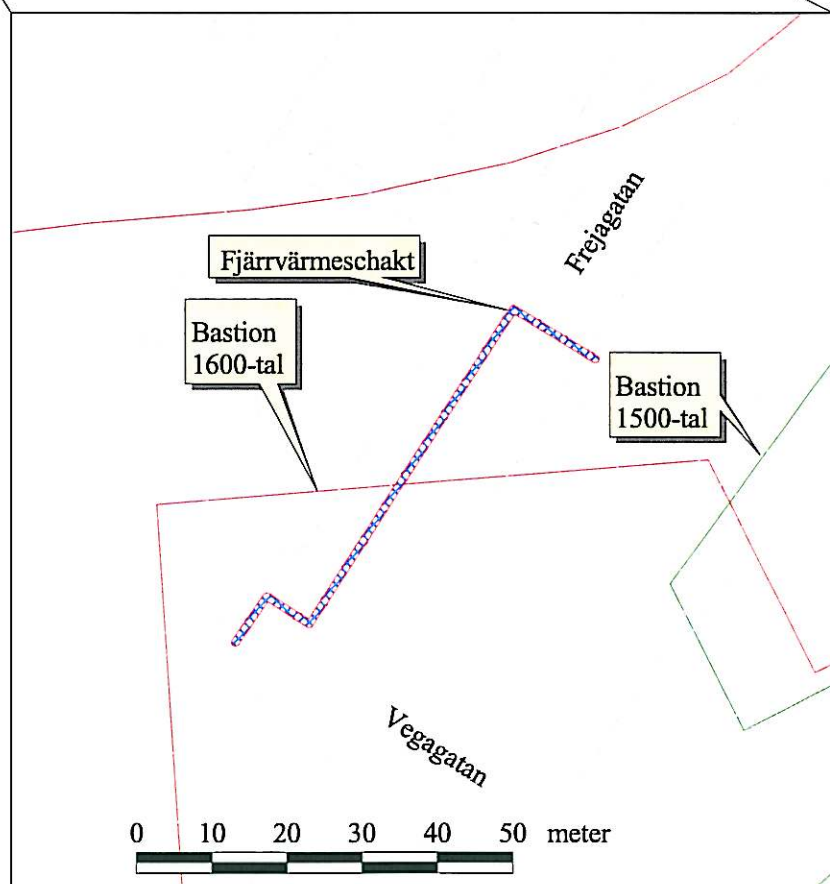 Frejagatan
Fjärrvärmeschakt
Bastion
1600-tal
Bastion
1500-tal
Vegagatan
0 10 20 30 40 50 meter